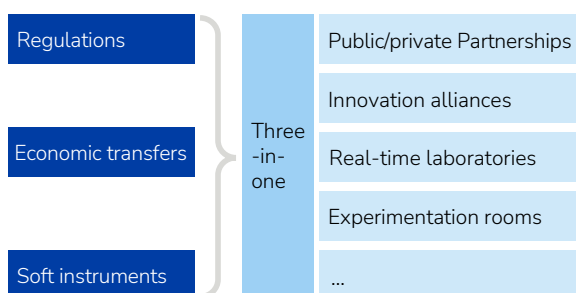 Regulations
Economic transfers
Soft instruments
Three
-in-
one
Public/private Partnerships
Innovation alliances
Real-time laboratories
Experimentation rooms
...